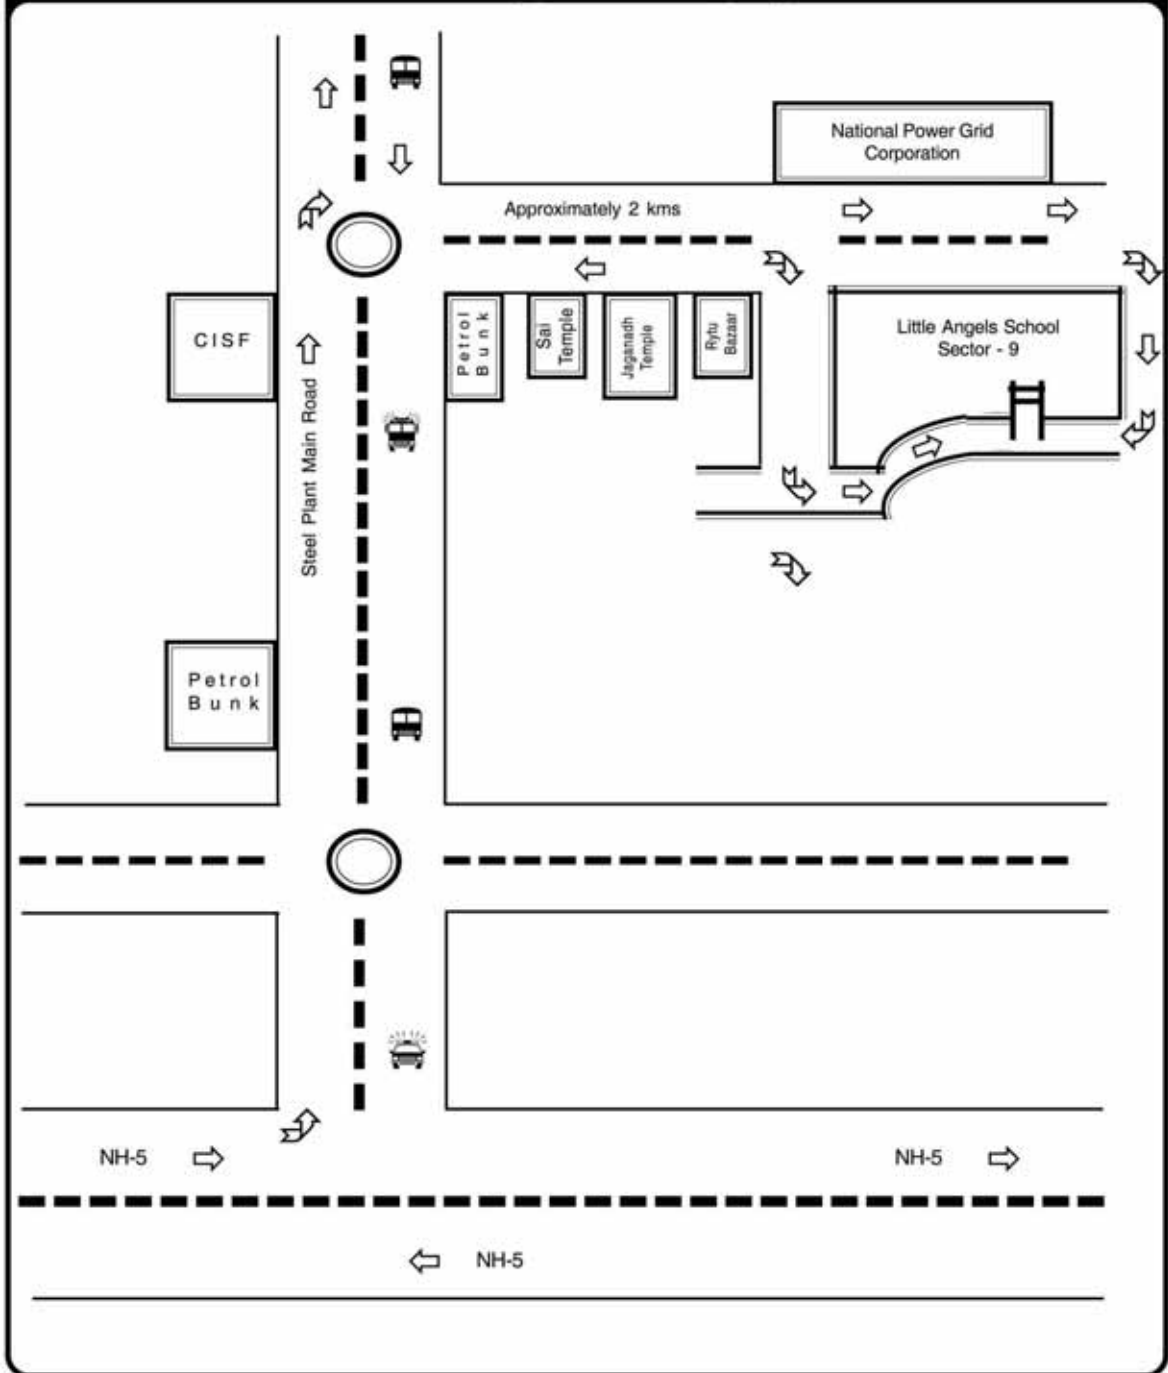 National Power Grid
Corporation
Approximately 2 kms
CISF
Petrol
Bunk
Sai
Temple
Jaganadh
Temple
Rytu
Bazaar
Little Angels School
Sector - 9
Steel Plant Main Road
Petrol
Bunk
NH-5
NH-5
NH-5